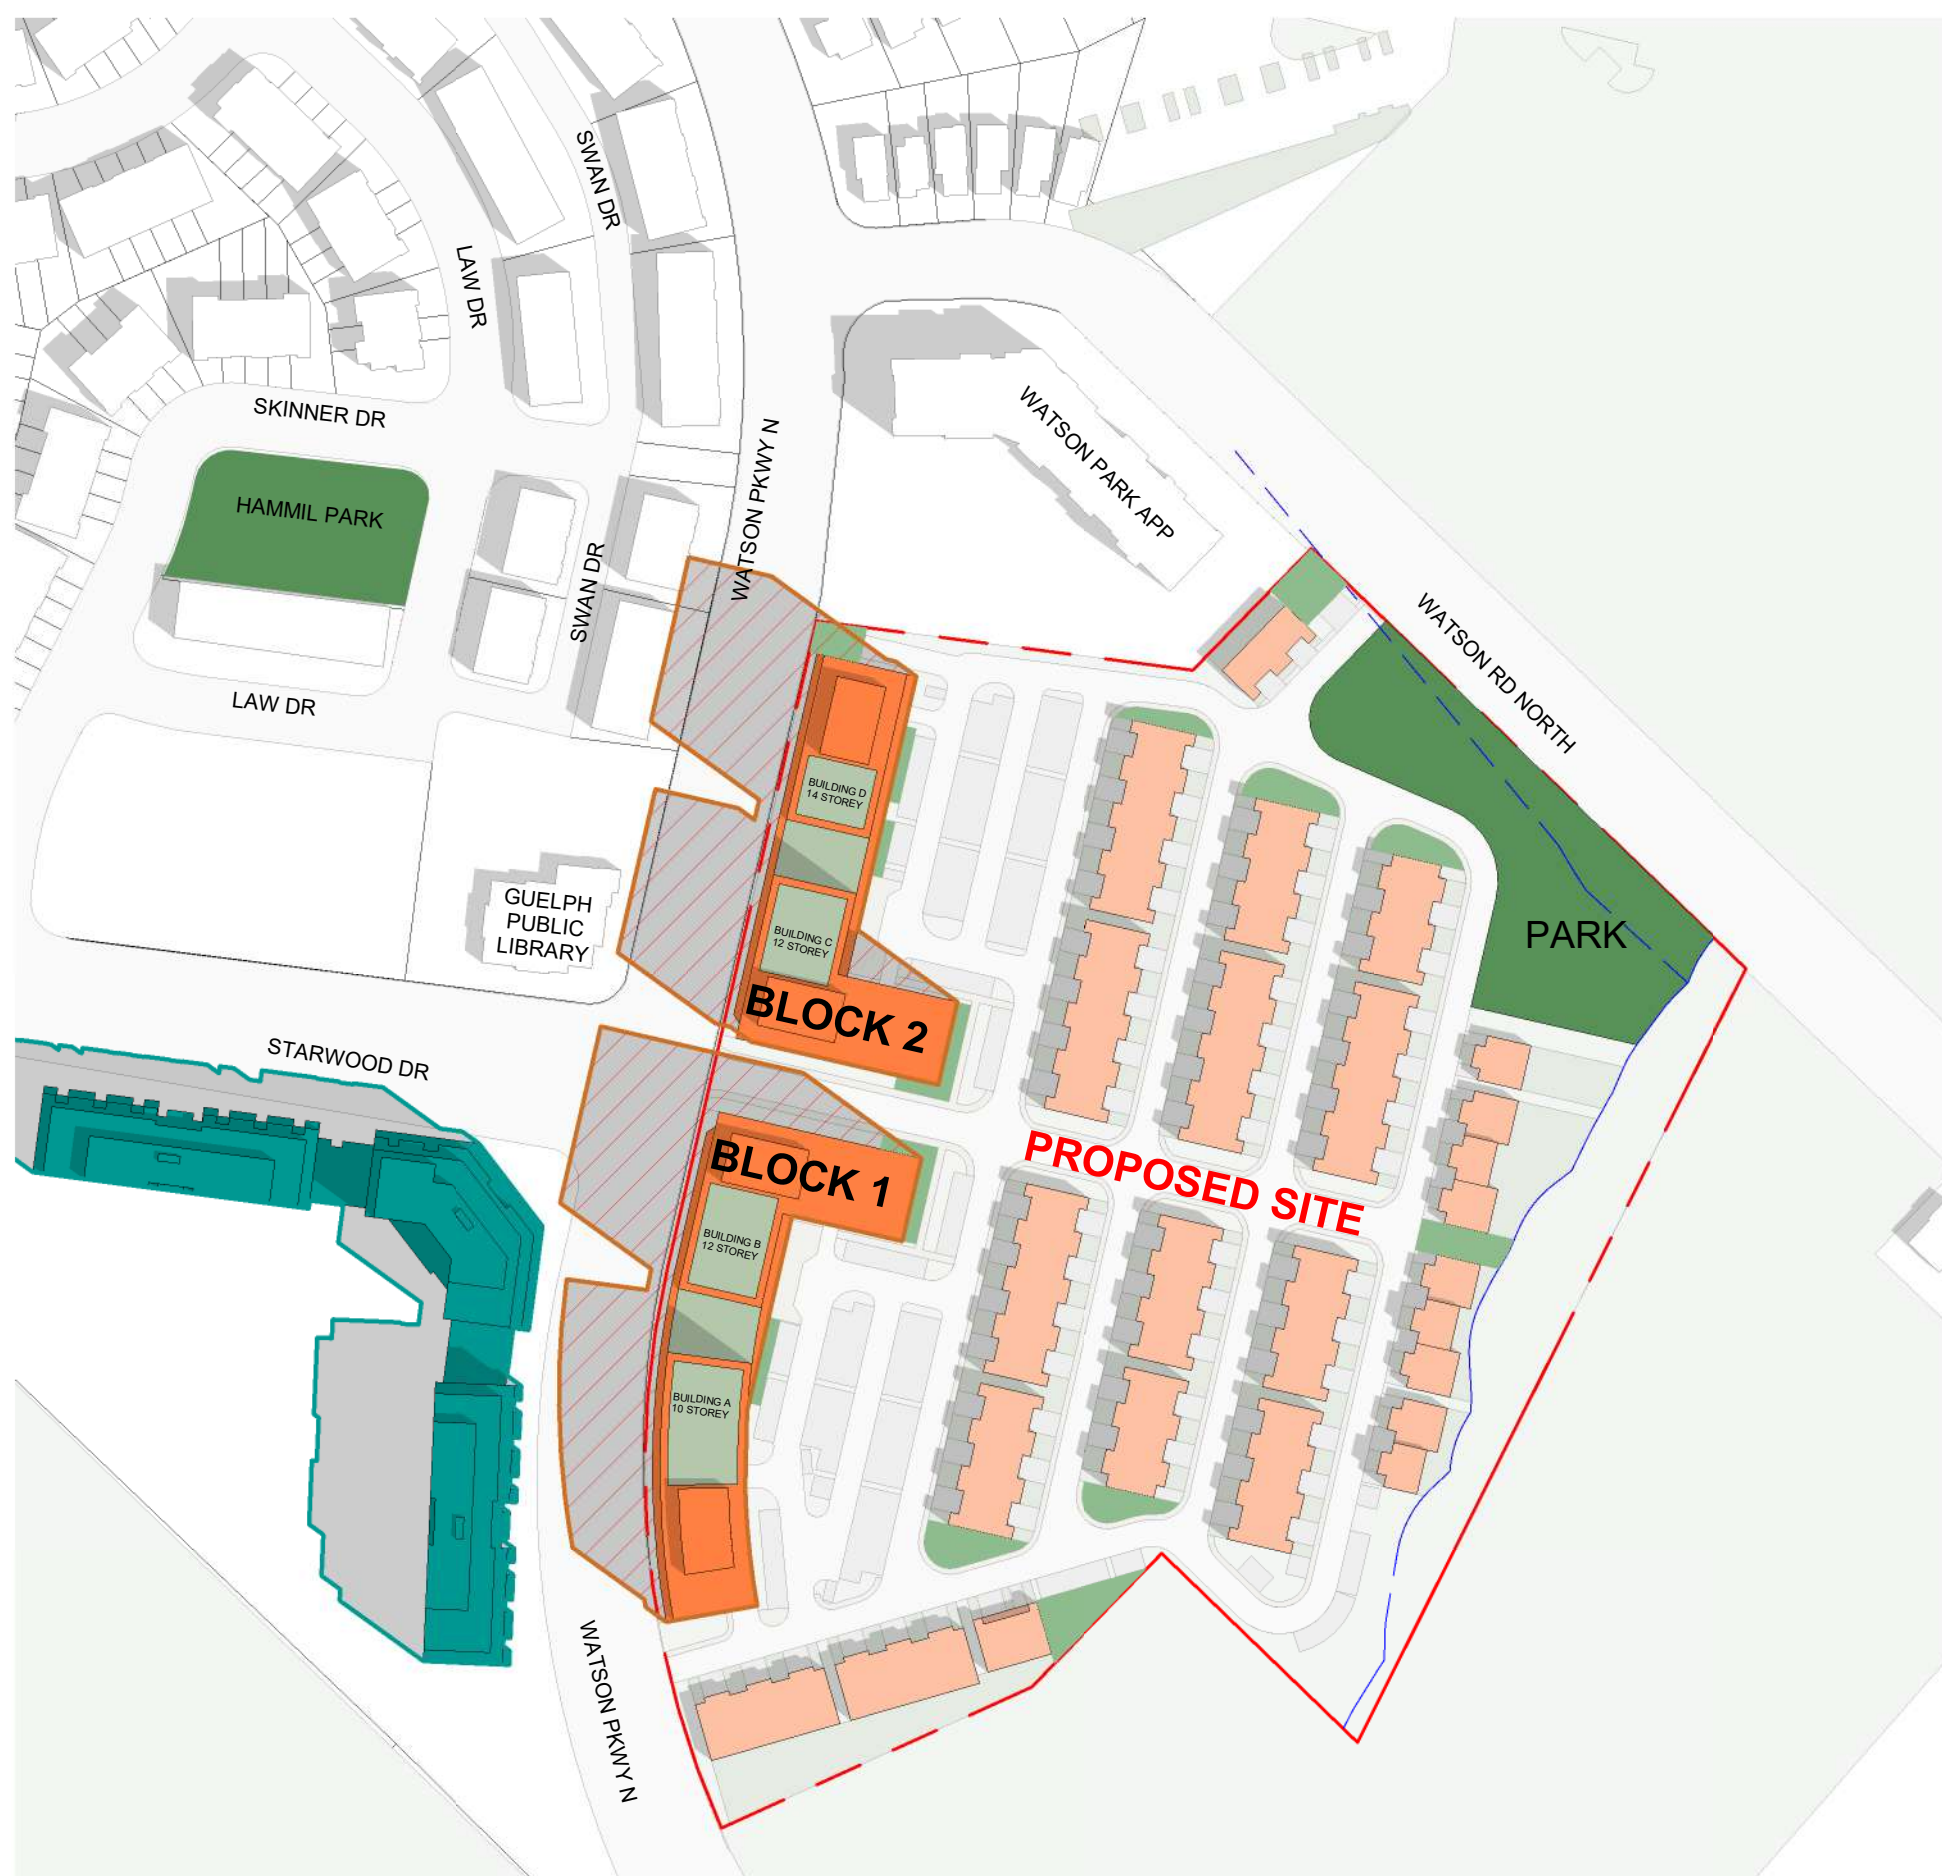 SWAN DR
LAW DR
SKINNER DR
WATSON PKWY N
WATSON PARK APP
HAMMIL PARK
SWAN DR
WATSON RD NORTH
LAW DR
BUILDING D
14 STOREY
GUELPH
PUBLIC
LIBRARY
BUILDING C
12 STOREY
PARK
BLOCK 2
STARWOOD DR
BLOCK 1
PROPOSED SITE
BUILDING B
12 STOREY
BUILDING A
10 STOREY
WATSON PKWY N